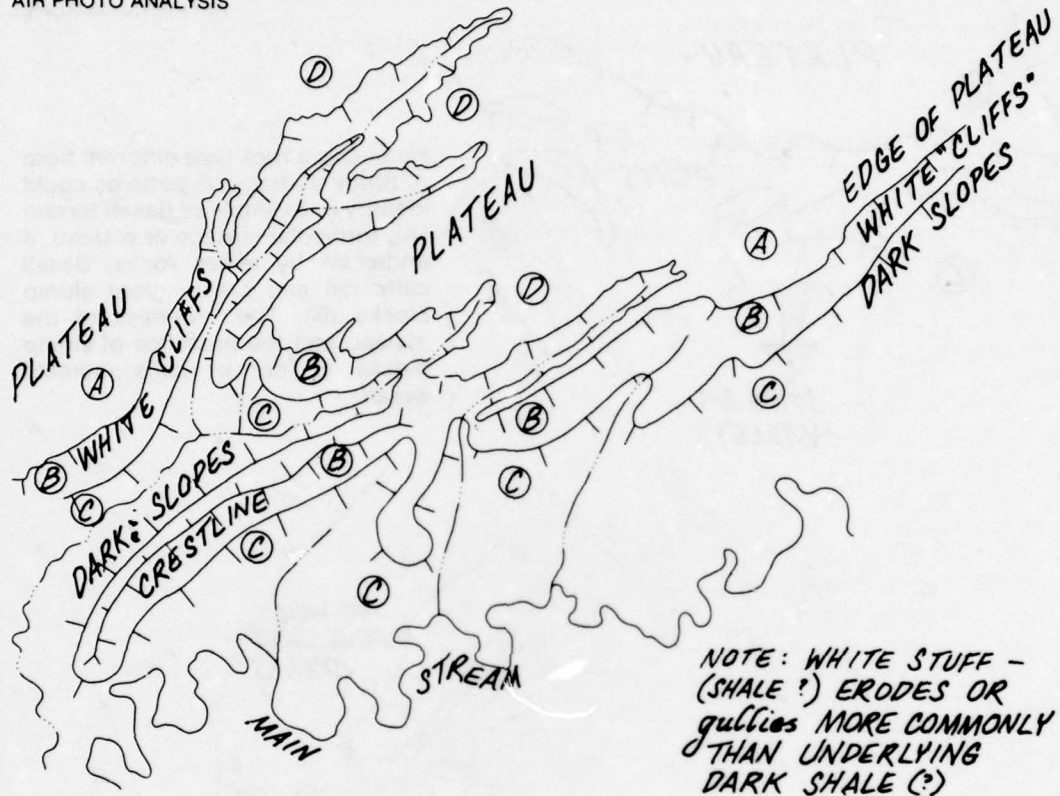 AIR PHOTO ANALYSIS
D
D
PLATEAU
EDGE OF PLATEAU
WHITE "CLIFFS"
DARK SLOPES
PLATEAU
A
WHITE CLIFFS
B
C
D
A
B
C
B
C
DARK SLOPES
CRESTLINE
B
C
B
C
C
MAIN STREAM
NOTE: WHITE STUFF -
(SHALE ?) ERODES OR
gullies MORE COMMONLY
THAN UNDERLYING
DARK SHALE (?)